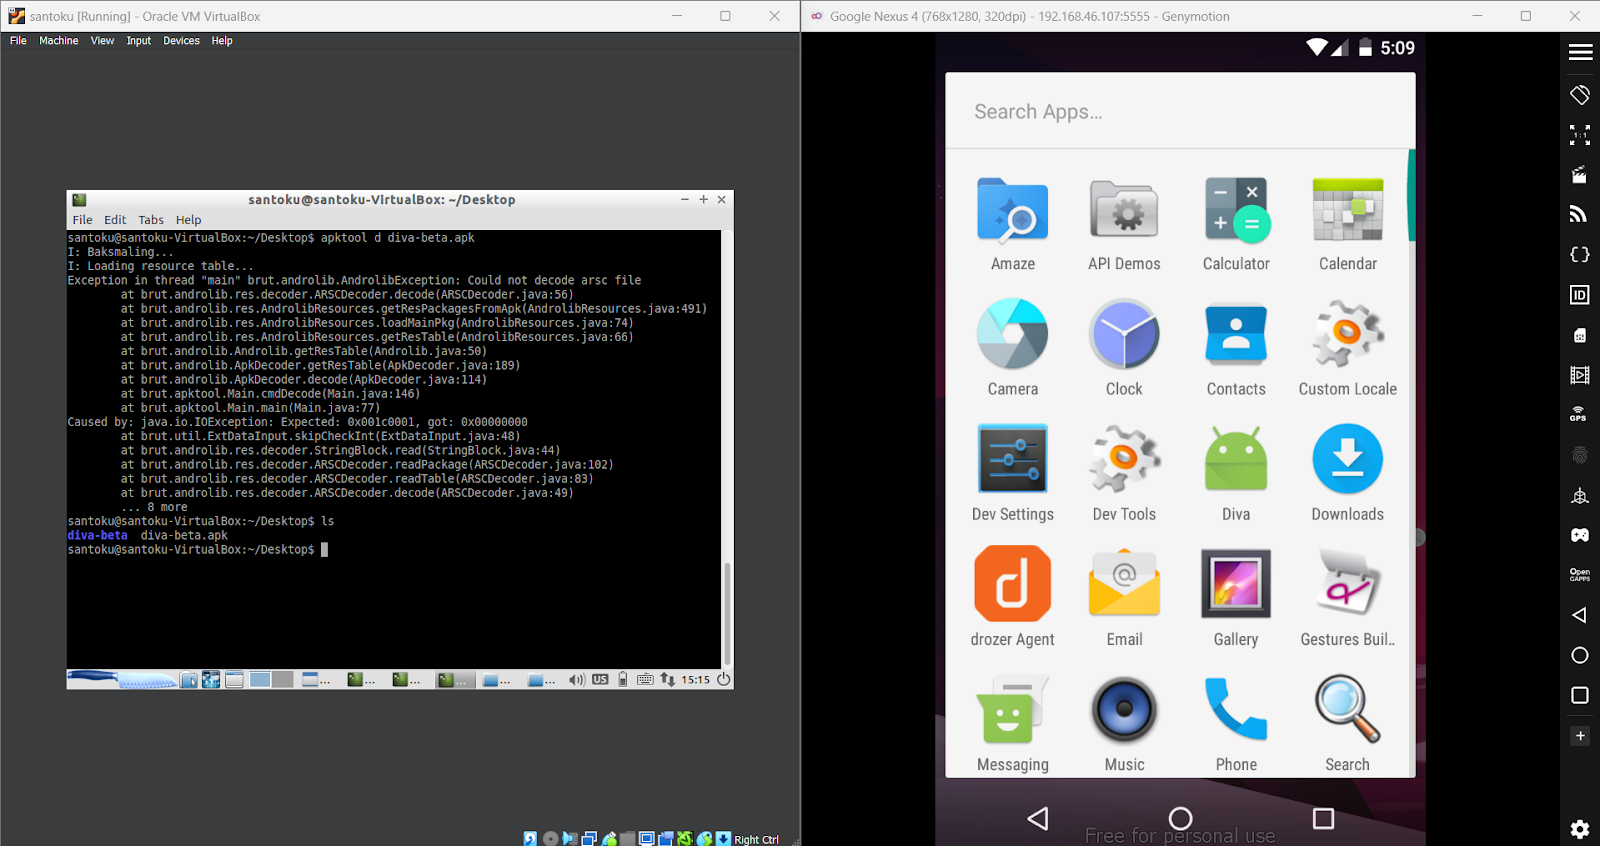 santoku [Running] - Oracle VM VirtualBox
File Machine View Input Devices Help
santoku@santoku-VirtualBox: ~/Desktop
File Edit Tabs Help
santoku@santoku-VirtualBox:~/Desktop$ apktool d diva-beta.apk
I: Baksmaling...
I: Loading resource table...
Exception in thread "main" brut.androlib.AndrolibException: Could not decode arsc file
at brut.androlib.res.decoder.ARSCDecoder.decode(ARSCDecoder.java:56)
at brut.androlib.res.AndrolibResources.getResPackagesFromApk(AndrolibResources.java:491)
at brut.androlib.res.AndrolibResources.loadMainPkg(AndrolibResources.java:74)
at brut.androlib.res.AndrolibResources.getResTable(AndrolibResources.java:66)
at brut.androlib.Androlib.getResTable(Androlib.java:50)
at brut.androlib.ApkDecoder.getResTable(ApkDecoder.java:189)
at brut.androlib.ApkDecoder.decode(ApkDecoder.java:114)
at brut.apktool.Main.cmdDecode(Main.java:146)
at brut.apktool.Main.main(Main.java:77)
Caused by: java.io.IOException: Expected: 0x001c0001, got: 0x00000000
at brut.util.ExtDataInput.skipCheckInt(ExtDataInput.java:48)
at brut.androlib.res.decoder.StringBlock.read(StringBlock.java:44)
at brut.androlib.res.decoder.ARSCDecoder.readPackage(ARSCDecoder.java:102)
at brut.androlib.res.decoder.ARSCDecoder.readTable(ARSCDecoder.java:83)
at brut.androlib.res.decoder.ARSCDecoder.decode(ARSCDecoder.java:49)
... 8 more
santoku@santoku-VirtualBox:~/Desktop$ ls
diva-beta diva-beta.apk
santoku@santoku-VirtualBox:~/Desktop$
... ... ... ... ... ... US 15:15
Right Ctrl
Google Nexus 4 (768x1280, 320dpi) - 192.168.46.107:5555 - Genymotion
5:09
Search Apps...
Amaze API Demos Calculator Calendar
Camera Clock Contacts Custom Locale
Dev Settings Dev Tools Diva Downloads
drozer Agent Email Gallery Gestures Buil..
Messaging Music Phone Search
Free for personal use
1:1
ID
GPS
Open
GAPPS